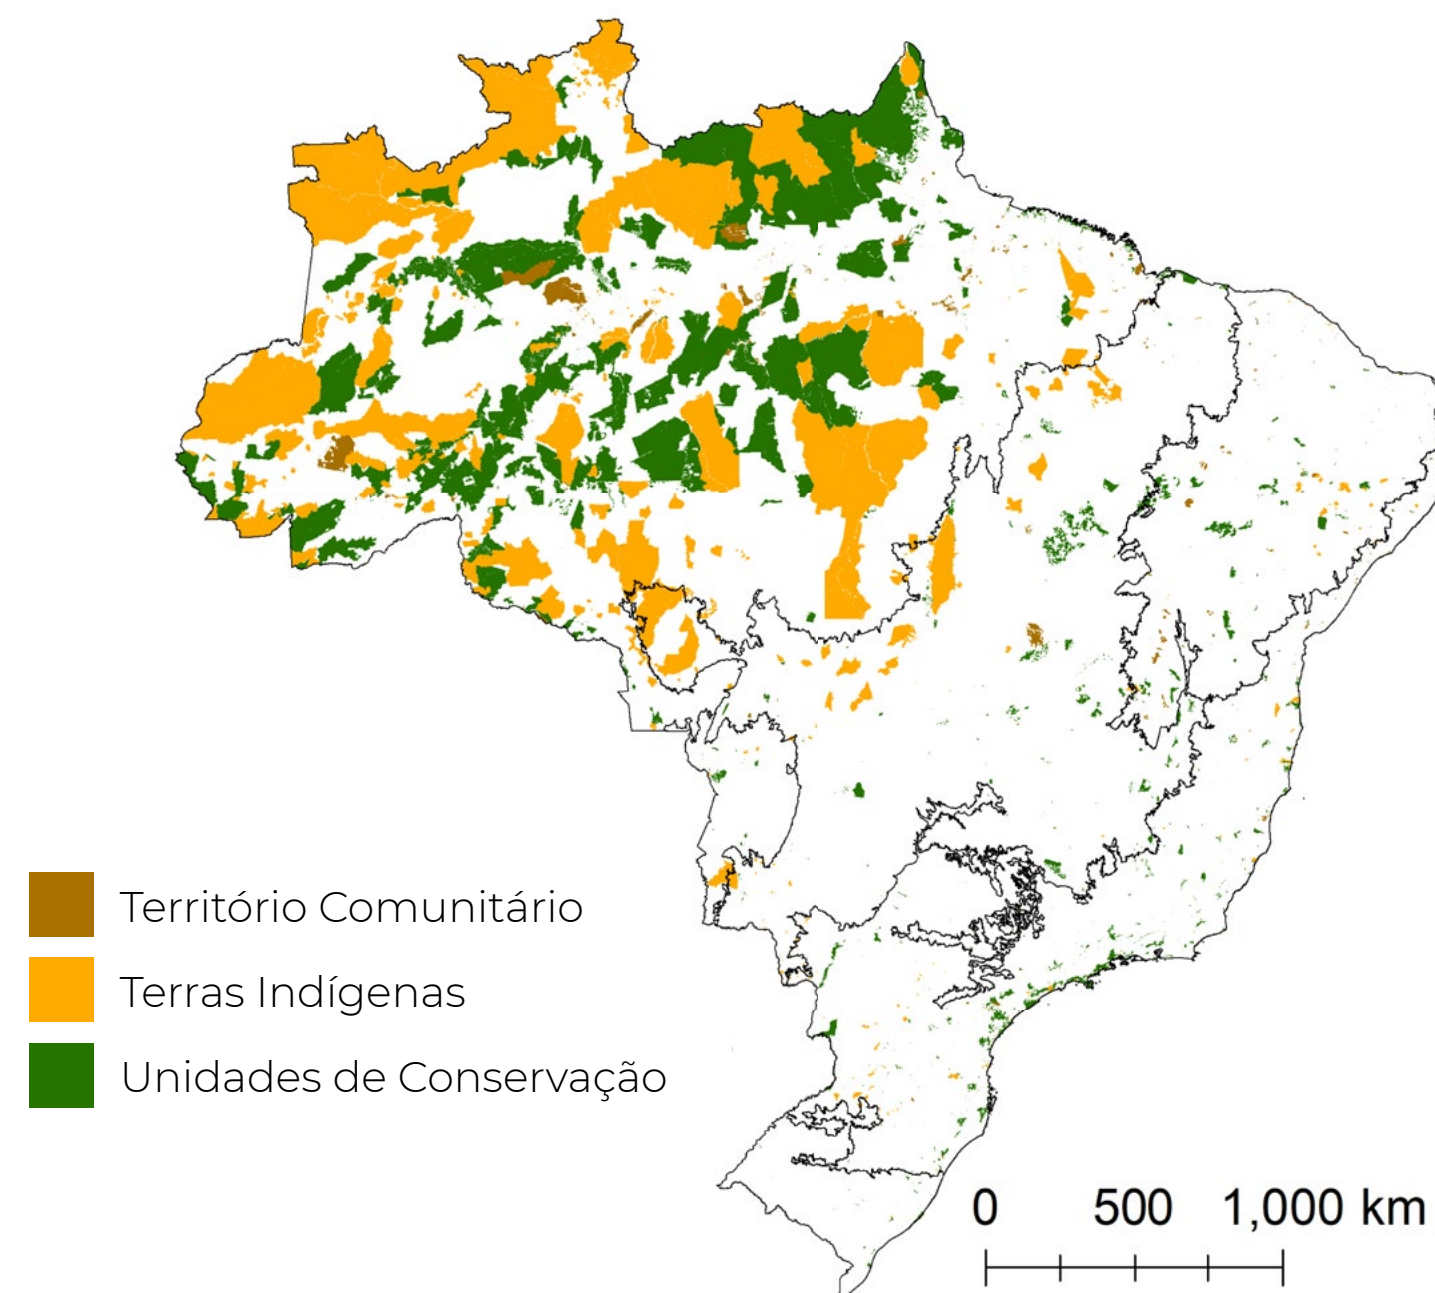 Território Comunitário
Terras Indígenas
Unidades de Conservação
0 500 1,000 km